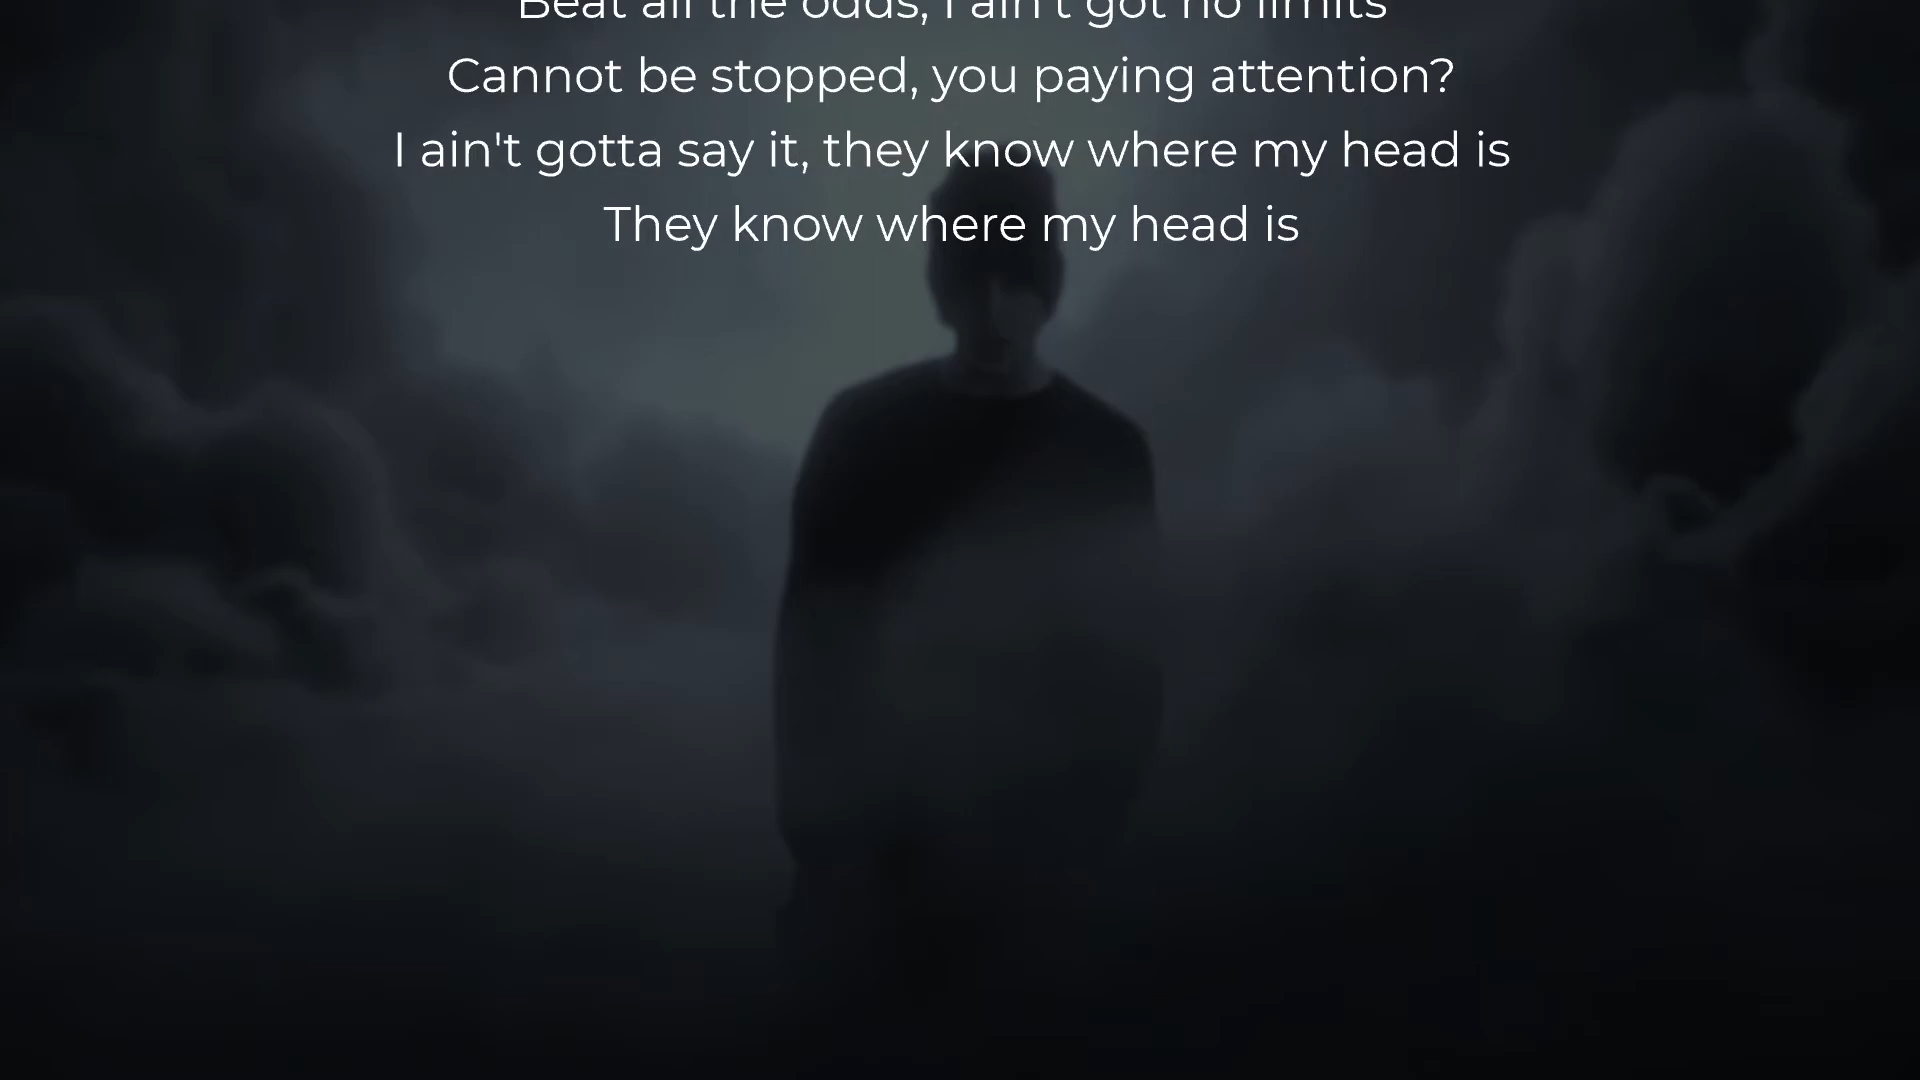 Beat all the odds, I ain't got no limits
Cannot be stopped, you paying attention?
I ain't gotta say it, they know where my head is
They know where my head is